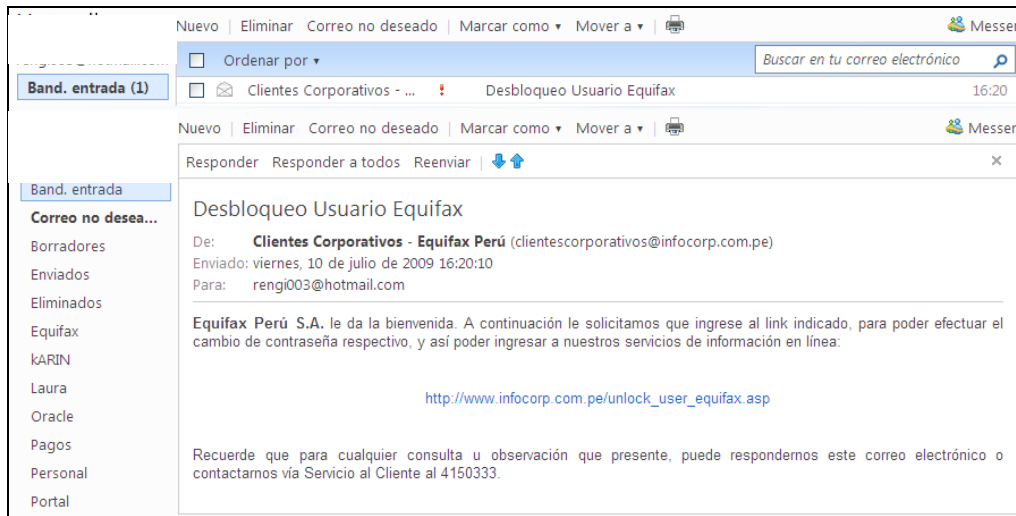 Nuevo | Eliminar Correo no deseado | Marcar como ▾ Mover a ▾ | Messer
Ordenar por ▾ Buscar en tu correo electrónico
Band. entrada (1) Clientes Corporativos - ... ! Desbloqueo Usuario Equifax 16:20
Nuevo | Eliminar Correo no deseado | Marcar como ▾ Mover a ▾ | Messer
Responder Responder a todos Reenviar | ×
Band. entrada
Correo no desea...
Borradores
Enviados
Eliminados
Equifax
kARIN
Laura
Oracle
Pagos
Personal
Portal
Desbloqueo Usuario Equifax
De: Clientes Corporativos - Equifax Perú (clientescorporativos@infocorp.com.pe)
Enviado: viernes, 10 de julio de 2009 16:20:10
Para: rengi003@hotmail.com
Equifax Perú S.A. le da la bienvenida. A continuación le solicitamos que ingrese al link indicado, para poder efectuar el
cambio de contraseña respectivo, y así poder ingresar a nuestros servicios de información en línea:
http://www.infocorp.com.pe/unlock_user_equifax.asp
Recuerde que para cualquier consulta u observación que presente, puede respondernos este correo electrónico o
contactarnos vía Servicio al Cliente al 4150333.